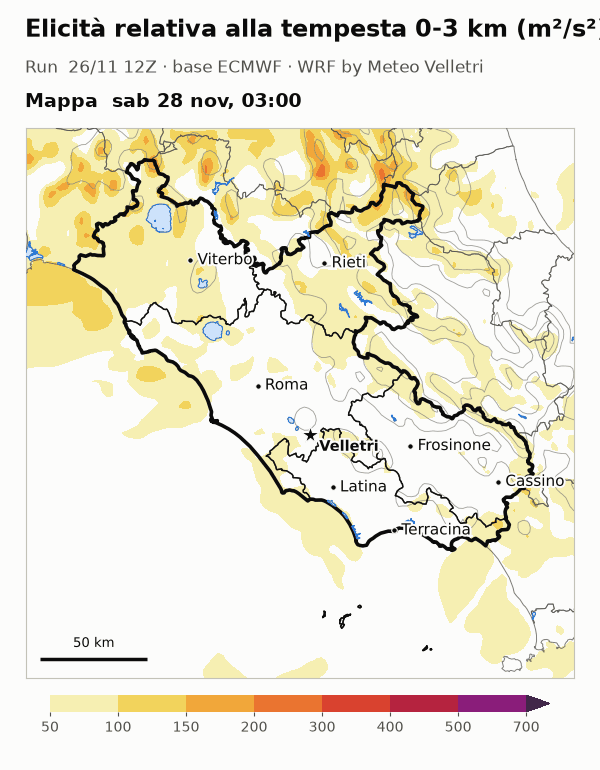 Elicità relativa alla tempesta 0-3 km (m²/s²)
Run  26/11 12Z · base ECMWF · WRF by Meteo Velletri
Mappa  sab 28 nov, 03:00
Viterbo
Rieti
Roma
Velletri
Frosinone
Cassino
Latina
Terracina
50 km
50 100 150 200 300 400 500 700